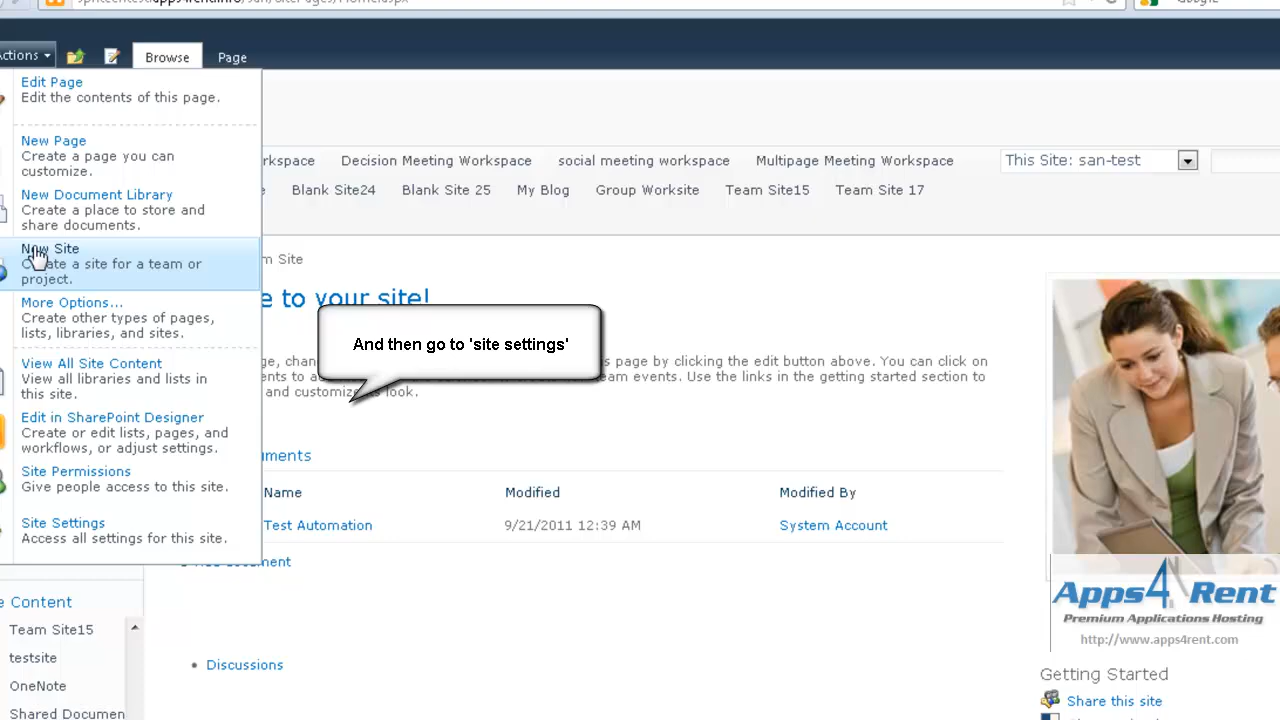 Actions
Browse
Page
Edit Page
Edit the contents of this page.
New Page
Create a page you can
customize.
New Document Library
Create a place to store and
share documents.
New Site
Create a site for a team or
project.
More Options...
Create other types of pages,
lists, libraries, and sites.
View All Site Content
View all libraries and lists in
this site.
Edit in SharePoint Designer
Create or edit lists, pages, and
workflows, or adjust settings.
Site Permissions
Give people access to this site.
Site Settings
Access all settings for this site.
rkspace Decision Meeting Workspace social meeting workspace Multipage Meeting Workspace
This Site: san-test
Blank Site24 Blank Site 25 My Blog Group Worksite Team Site15 Team Site 17
m Site
e to your site!
And then go to 'site settings'
ge, chan s page by clicking the edit button above. You can click on
ents to a team events. Use the links in the getting started section to
and customize look.
uments
Name Modified Modified By
Test Automation 9/21/2011 12:39 AM System Account
ument
e Content
Team Site15
testsite
OneNote
Shared Documen
Discussions
Apps4Rent
Premium Applications Hosting
http://www.apps4rent.com
Getting Started
Share this site